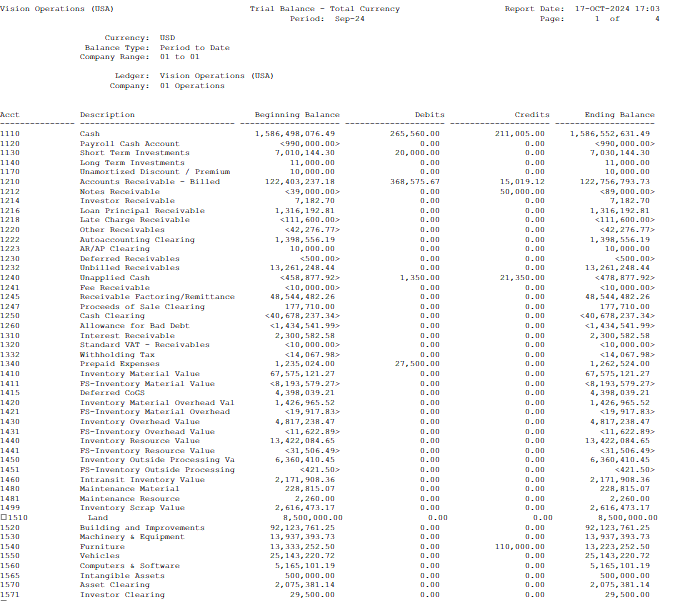 Vision Operations (USA) Trial Balance - Total Currency Report Date: 17-OCT-2024 17:03
Period: Sep-24 Page: 1 of 4
Currency: USD
Balance Type: Period to Date
Company Range: 01 to 01
Ledger: Vision Operations (USA)
Company: 01 Operations
Acct Description Beginning Balance Debits Credits Ending Balance
1110 Cash 1,586,498,076.49 265,560.00 211,005.00 1,586,552,631.49
1120 Payroll Cash Account <990,000.00> 0.00 0.00 <990,000.00>
1130 Short Term Investments 7,010,144.30 20,000.00 0.00 7,030,144.30
1140 Long Term Investments 11,000.00 0.00 0.00 11,000.00
1170 Unamortized Discount / Premium 10,000.00 0.00 0.00 10,000.00
1210 Accounts Receivable - Billed 122,403,237.18 368,575.67 15,019.12 122,756,793.73
1212 Notes Receivable <39,000.00> 0.00 50,000.00 <89,000.00>
1214 Investor Receivable 7,182.70 0.00 0.00 7,182.70
1216 Loan Principal Receivable 1,316,192.81 0.00 0.00 1,316,192.81
1218 Late Charge Receivable <111,600.00> 0.00 0.00 <111,600.00>
1220 Other Receivables <42,276.77> 0.00 0.00 <42,276.77>
1222 Autoaccounting Clearing 1,398,556.19 0.00 0.00 1,398,556.19
1223 AR/AP Clearing 10,000.00 0.00 0.00 10,000.00
1230 Deferred Receivables <500.00> 0.00 0.00 <500.00>
1232 Unbilled Receivables 13,261,248.44 0.00 0.00 13,261,248.44
1240 Unapplied Cash <458,877.92> 1,350.00 21,350.00 <478,877.92>
1241 Fee Receivable <10,000.00> 0.00 0.00 <10,000.00>
1245 Receivable Factoring/Remittance 48,544,482.26 0.00 0.00 48,544,482.26
1247 Proceeds of Sale Clearing 177,710.00 0.00 0.00 177,710.00
1250 Cash Clearing <40,678,237.34> 0.00 0.00 <40,678,237.34>
1260 Allowance for Bad Debt <1,434,541.99> 0.00 0.00 <1,434,541.99>
1310 Interest Receivable 2,300,582.58 0.00 0.00 2,300,582.58
1320 Standard VAT - Receivables <10,000.00> 0.00 0.00 <10,000.00>
1332 Withholding Tax <14,067.98> 0.00 0.00 <14,067.98>
1340 Prepaid Expenses 1,235,024.00 27,500.00 0.00 1,262,524.00
1410 Inventory Material Value 67,575,121.27 0.00 0.00 67,575,121.27
1411 FS-Inventory Material Value <8,193,579.27> 0.00 0.00 <8,193,579.27>
1415 Deferred CoGS 4,398,039.21 0.00 0.00 4,398,039.21
1420 Inventory Material Overhead Val 1,426,965.52 0.00 0.00 1,426,965.52
1421 FS-Inventory Material Overhead <19,917.83> 0.00 0.00 <19,917.83>
1430 Inventory Overhead Value 4,817,238.47 0.00 0.00 4,817,238.47
1431 FS-Inventory Overhead Value <11,622.89> 0.00 0.00 <11,622.89>
1440 Inventory Resource Value 13,422,084.65 0.00 0.00 13,422,084.65
1441 FS-Inventory Resource Value <31,506.49> 0.00 0.00 <31,506.49>
1450 Inventory Outside Processing Va 6,360,410.45 0.00 0.00 6,360,410.45
1451 FS-Inventory Outside Processing <421.50> 0.00 0.00 <421.50>
1460 Intransit Inventory Value 2,171,908.36 0.00 0.00 2,171,908.36
1480 Maintenance Material 228,815.07 0.00 0.00 228,815.07
1481 Maintenance Resource 2,260.00 0.00 0.00 2,260.00
1499 Inventory Scrap Value 2,616,473.17 0.00 0.00 2,616,473.17
□1510 Land 8,500,000.00 0.00 0.00 8,500,000.00
1520 Building and Improvements 92,123,761.25 0.00 0.00 92,123,761.25
1530 Machinery & Equipment 13,937,393.73 0.00 0.00 13,937,393.73
1540 Furniture 13,333,252.50 0.00 110,000.00 13,223,252.50
1550 Vehicles 25,143,220.72 0.00 0.00 25,143,220.72
1560 Computers & Software 5,165,101.19 0.00 0.00 5,165,101.19
1565 Intangible Assets 500,000.00 0.00 0.00 500,000.00
1570 Asset Clearing 2,075,381.14 0.00 0.00 2,075,381.14
1571 Investor Clearing 29,500.00 0.00 0.00 29,500.00